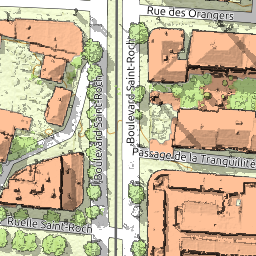 Rue des Orangers
Boulevard Saint-Roch
Boulevard Saint-Roch
Passage de la Tranquillité
Ruelle Saint-Roch